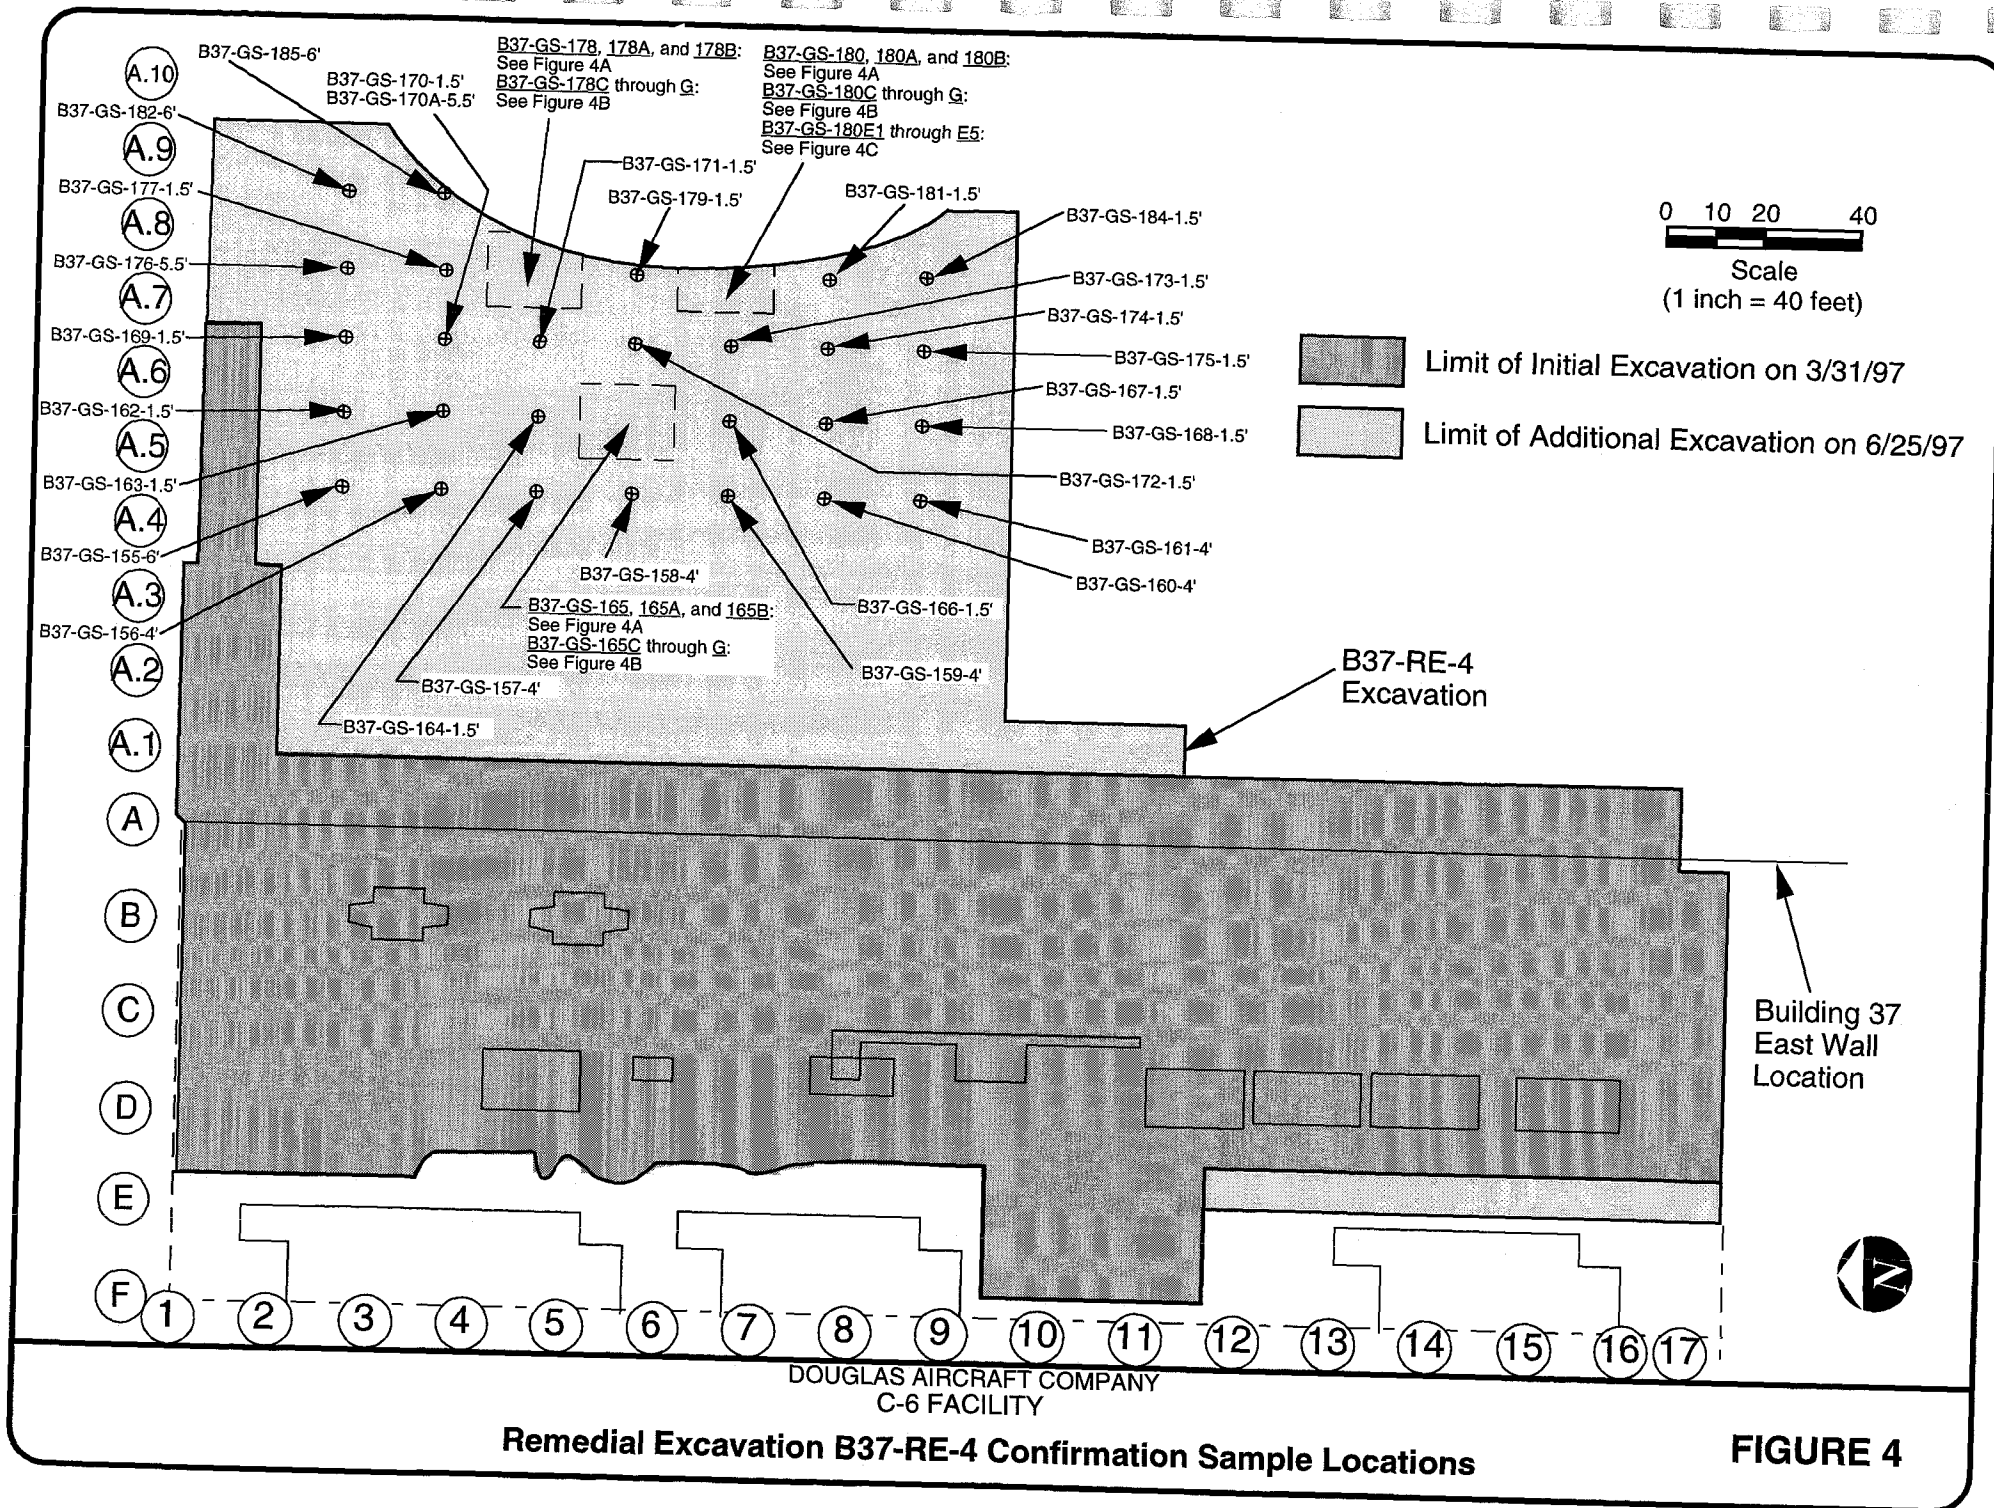 A.10
B37-GS-185-6'
B37-GS-170-1.5'
B37-GS-170A-5.5'
B37-GS-178, 178A, and 178B:
See Figure 4A
B37-GS-178C through G:
See Figure 4B
B37-GS-180, 180A, and 180B:
See Figure 4A
B37-GS-180C through G:
See Figure 4B
B37-GS-180E1 through E5:
See Figure 4C
B37-GS-182-6'
A.9
B37-GS-171-1.5'
B37-GS-179-1.5'
B37-GS-181-1.5'
B37-GS-184-1.5'
B37-GS-177-1.5'
A.8
B37-GS-176-5.5'
B37-GS-173-1.5'
A.7
B37-GS-174-1.5'
B37-GS-169-1.5'
B37-GS-175-1.5'
A.6
B37-GS-167-1.5'
B37-GS-162-1.5'
B37-GS-168-1.5'
A.5
B37-GS-163-1.5'
B37-GS-172-1.5'
A.4
B37-GS-155-6'
B37-GS-161-4'
B37-GS-158-4'
B37-GS-160-4'
A.3
B37-GS-165, 165A, and 165B:
See Figure 4A
B37-GS-165C through G:
See Figure 4B
B37-GS-166-1.5'
B37-GS-156-4'
A.2
B37-GS-159-4'
B37-GS-157-4'
B37-GS-164-1.5'
A.1
0 10 20 40
Scale
(1 inch = 40 feet)
Limit of Initial Excavation on 3/31/97
Limit of Additional Excavation on 6/25/97
B37-RE-4
Excavation
A
B
C
D
E
F
Building 37
East Wall
Location
N
1 2 3 4 5 6 7 8 9 10 11 12 13 14 15 16 17
DOUGLAS AIRCRAFT COMPANY
C-6 FACILITY
Remedial Excavation B37-RE-4 Confirmation Sample Locations
FIGURE 4